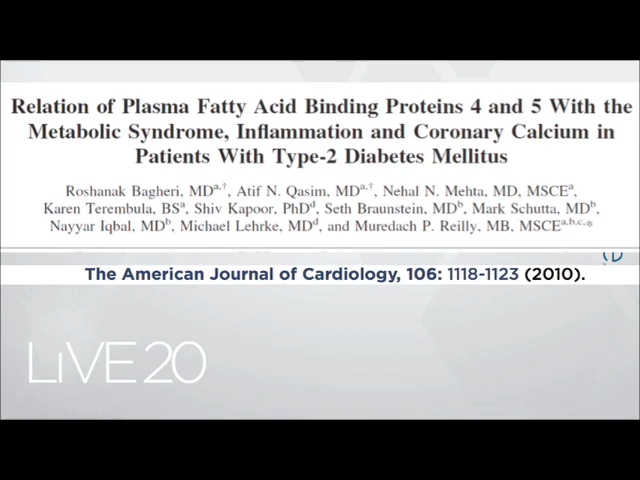 Relation of Plasma Fatty Acid Binding Proteins 4 and 5 With the
Metabolic Syndrome, Inflammation and Coronary Calcium in
Patients With Type-2 Diabetes Mellitus
Roshanak Bagheri, MDa,†, Atif N. Qasim, MDa,†, Nehal N. Mehta, MD, MSCEa,
Karen Terembula, BSa, Shiv Kapoor, PhDd, Seth Braunstein, MDb, Mark Schutta, MDb,
Nayyar Iqbal, MDb, Michael Lehrke, MDd, and Muredach P. Reilly, MB, MSCEa,b,c,*
The American Journal of Cardiology, 106: 1118-1123 (2010).
LiVE20